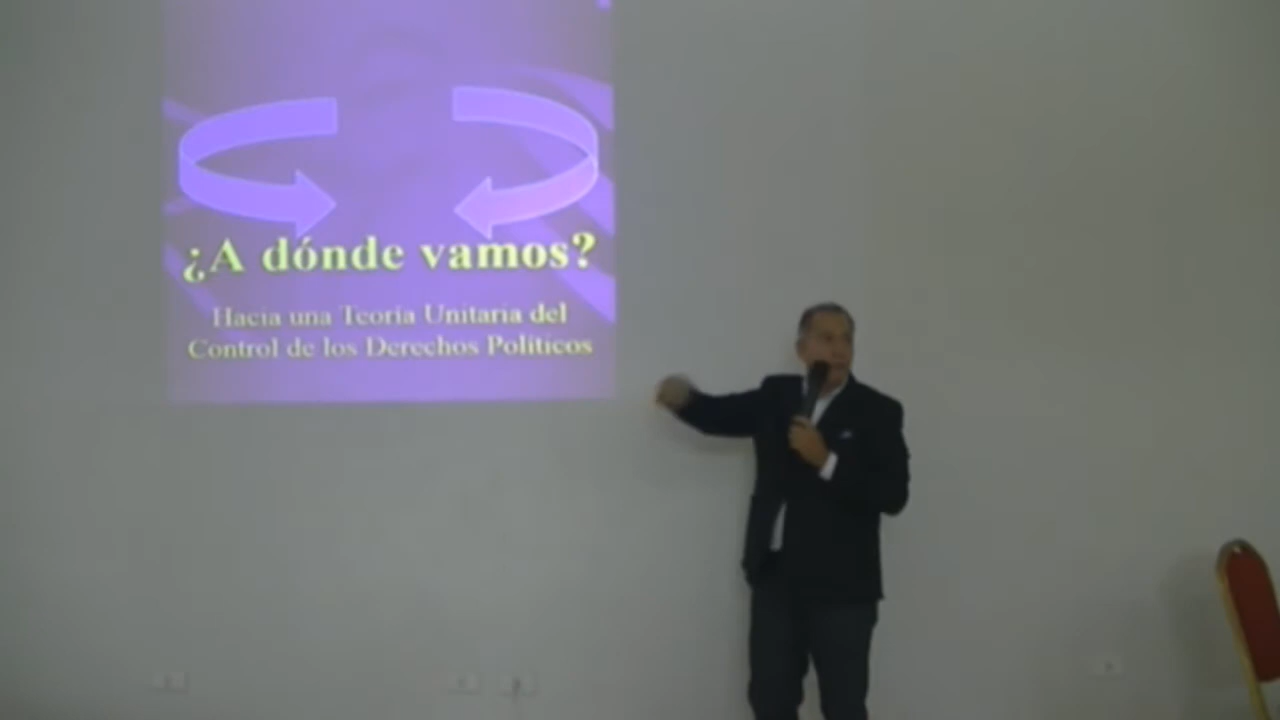 ¿A dónde vamos?
Hacia una Teoría Unitaria del
Control de los Derechos Políticos